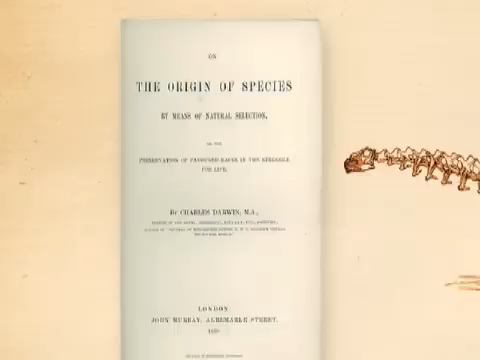 ON
THE ORIGIN OF SPECIES
BY MEANS OF NATURAL SELECTION,
OR THE
PRESERVATION OF FAVOURED RACES IN THE STRUGGLE
FOR LIFE.
BY CHARLES DARWIN, M.A.,
LONDON
JOHN MURRAY, ALBEMARLE STREET.
1859.